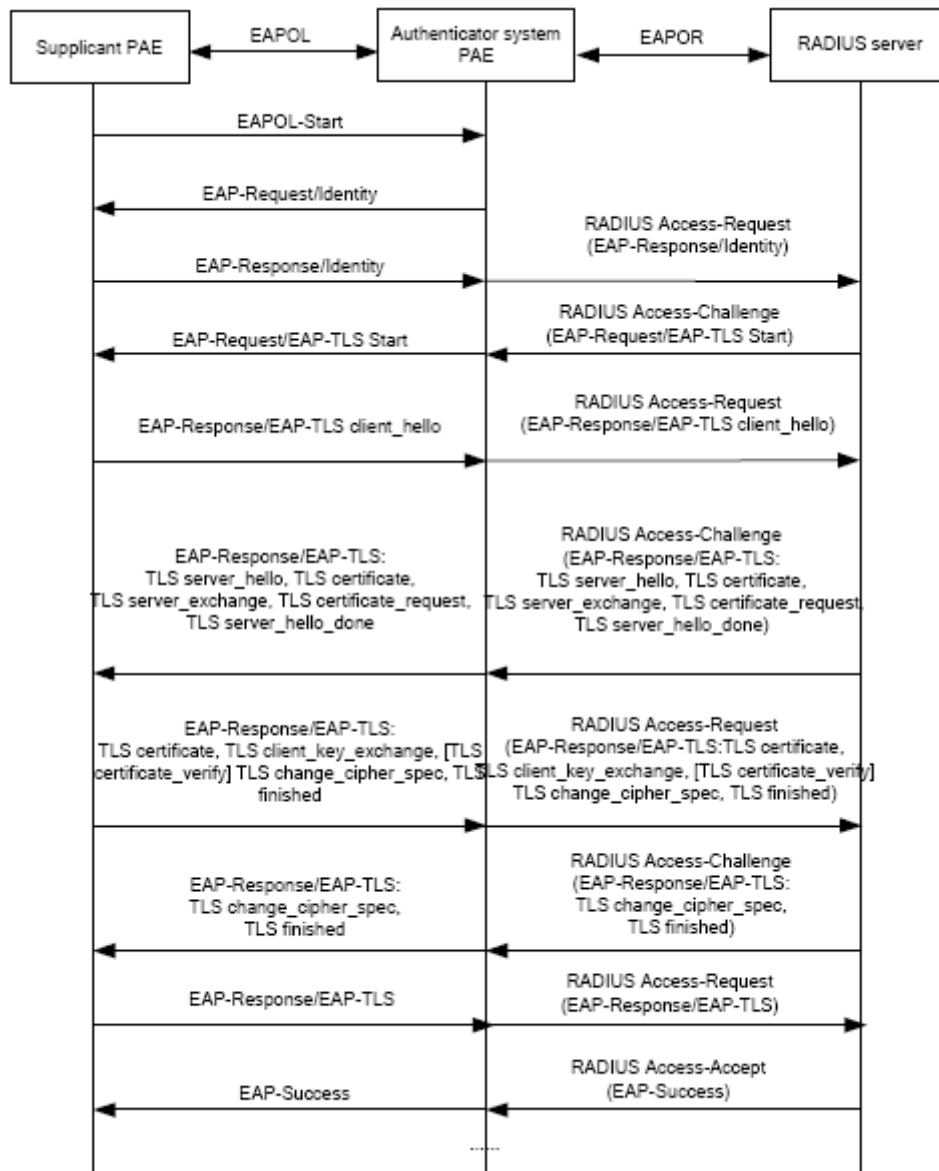 Supplicant PAE
EAPOL
Authenticator system
PAE
EAPOR
RADIUS server
EAPOL-Start
EAP-Request/Identity
RADIUS Access-Request
(EAP-Response/Identity)
EAP-Response/Identity
RADIUS Access-Challenge
(EAP-Request/EAP-TLS Start)
EAP-Request/EAP-TLS Start
RADIUS Access-Request
(EAP-Response/EAP-TLS client_hello)
EAP-Response/EAP-TLS client_hello
EAP-Response/EAP-TLS:
TLS server_hello, TLS certificate,
TLS server_exchange, TLS certificate_request,
TLS server_hello_done
RADIUS Access-Challenge
(EAP-Response/EAP-TLS:
TLS server_hello, TLS certificate,
TLS server_exchange, TLS certificate_request,
TLS server_hello_done)
EAP-Response/EAP-TLS:
TLS certificate, TLS client_key_exchange, [TLS
certificate_verify] TLS change_cipher_spec, TLS
finished
RADIUS Access-Request
(EAP-Response/EAP-TLS:TLS certificate,
TLS client_key_exchange, [TLS certificate_verify]
TLS change_cipher_spec, TLS finished)
EAP-Response/EAP-TLS:
TLS change_cipher_spec,
TLS finished
RADIUS Access-Challenge
(EAP-Response/EAP-TLS:
TLS change_cipher_spec,
TLS finished)
EAP-Response/EAP-TLS
RADIUS Access-Request
(EAP-Response/EAP-TLS)
EAP-Success
RADIUS Access-Accept
(EAP-Success)
......